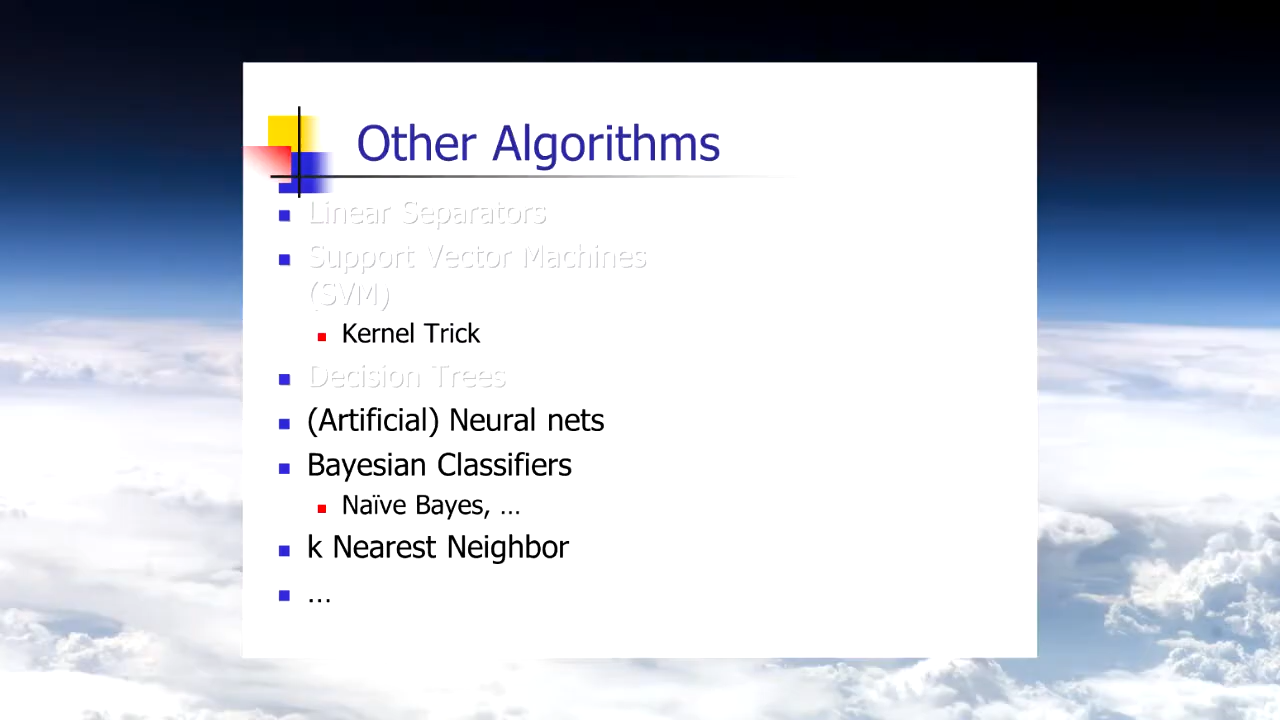 Other Algorithms
Linear Separators
Support Vector Machines
(SVM)
Kernel Trick
Decision Trees
(Artificial) Neural nets
Bayesian Classifiers
Naïve Bayes, ...
k Nearest Neighbor
...